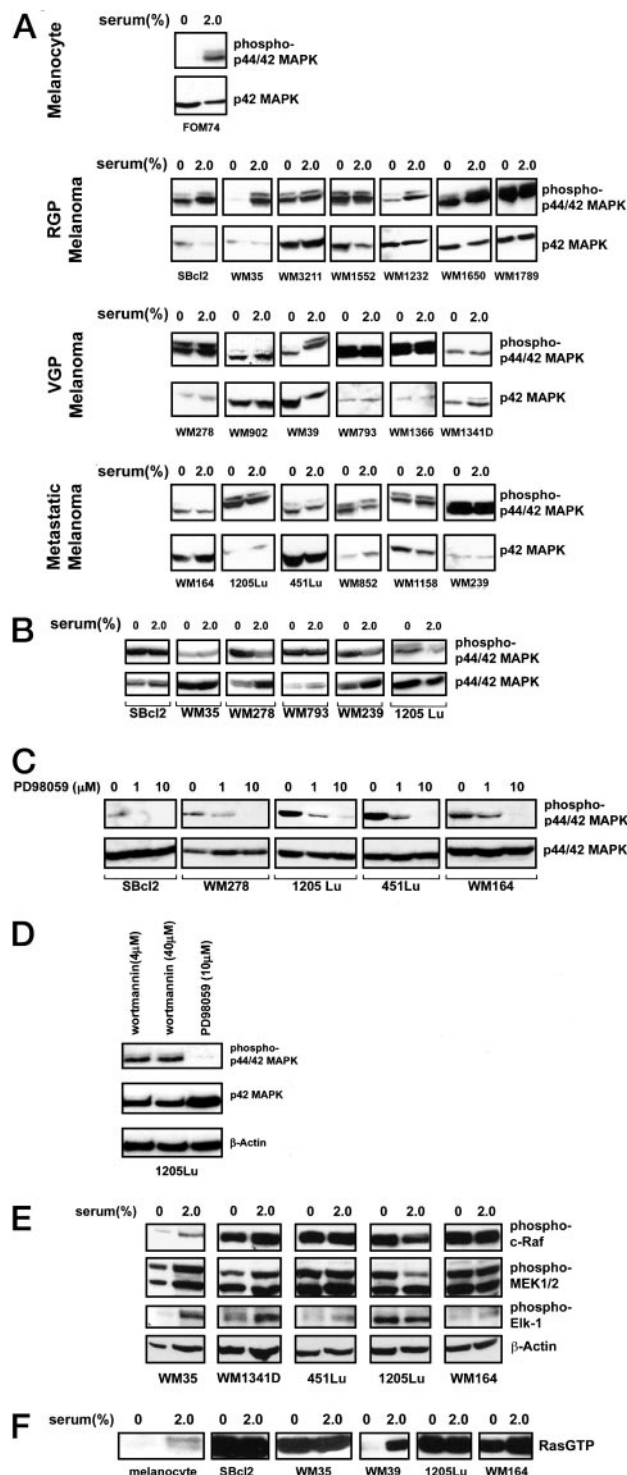 A
Melanocyte
serum(%) 0 2.0
phospho-
p44/42 MAPK
p42 MAPK
FOM74
RGP
Melanoma
serum(%) 0 2.0 0 2.0 0 2.0 0 2.0 0 2.0 0 2.0 0 2.0
phospho-
p44/42 MAPK
p42 MAPK
SBcl2 WM35 WM3211 WM1552 WM1232 WM1650 WM1789
VGP
Melanoma
serum(%) 0 2.0 0 2.0 0 2.0 0 2.0 0 2.0 0 2.0
phospho-
p44/42 MAPK
p42 MAPK
WM278 WM902 WM39 WM793 WM1366 WM1341D
Metastatic
Melanoma
serum(%) 0 2.0 0 2.0 0 2.0 0 2.0 0 2.0 0 2.0
phospho-
p44/42 MAPK
p42 MAPK
WM164 1205Lu 451Lu WM852 WM1158 WM239
B
serum(%) 0 2.0 0 2.0 0 2.0 0 2.0 0 2.0 0 2.0
phospho-
p44/42 MAPK
p44/42 MAPK
SBcl2 WM35 WM278 WM793 WM239 1205 Lu
C
PD98059 (μM) 0 1 10 0 1 10 0 1 10 0 1 10 0 1 10
phospho-
p44/42 MAPK
p44/42 MAPK
SBcl2 WM278 1205 Lu 451Lu WM164
D
wortmannin(4μM)
wortmannin (40μM)
PD98059 (10μM)
phospho-
p44/42 MAPK
p42 MAPK
β-Actin
1205Lu
E
serum(%) 0 2.0 0 2.0 0 2.0 0 2.0 0 2.0
phospho-
c-Raf
phospho-
MEK1/2
phospho-
Elk-1
β-Actin
WM35 WM1341D 451Lu 1205Lu WM164
F
serum(%) 0 2.0 0 2.0 0 2.0 0 2.0 0 2.0 0 2.0
RasGTP
melanocyte SBcl2 WM35 WM39 1205Lu WM164